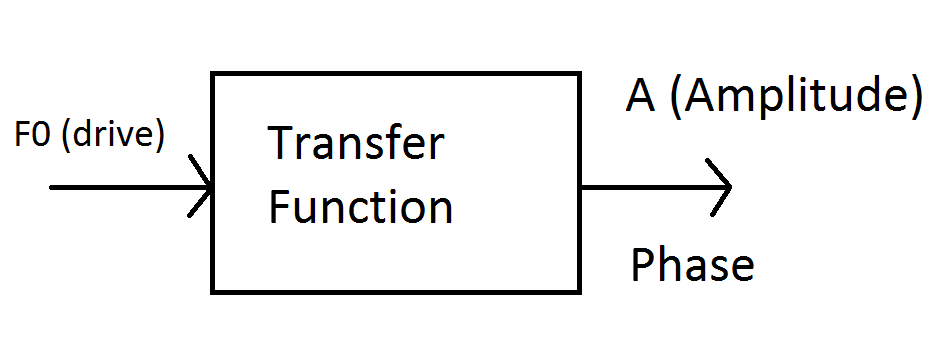 F0 (drive)
Transfer
Function
A (Amplitude)
Phase